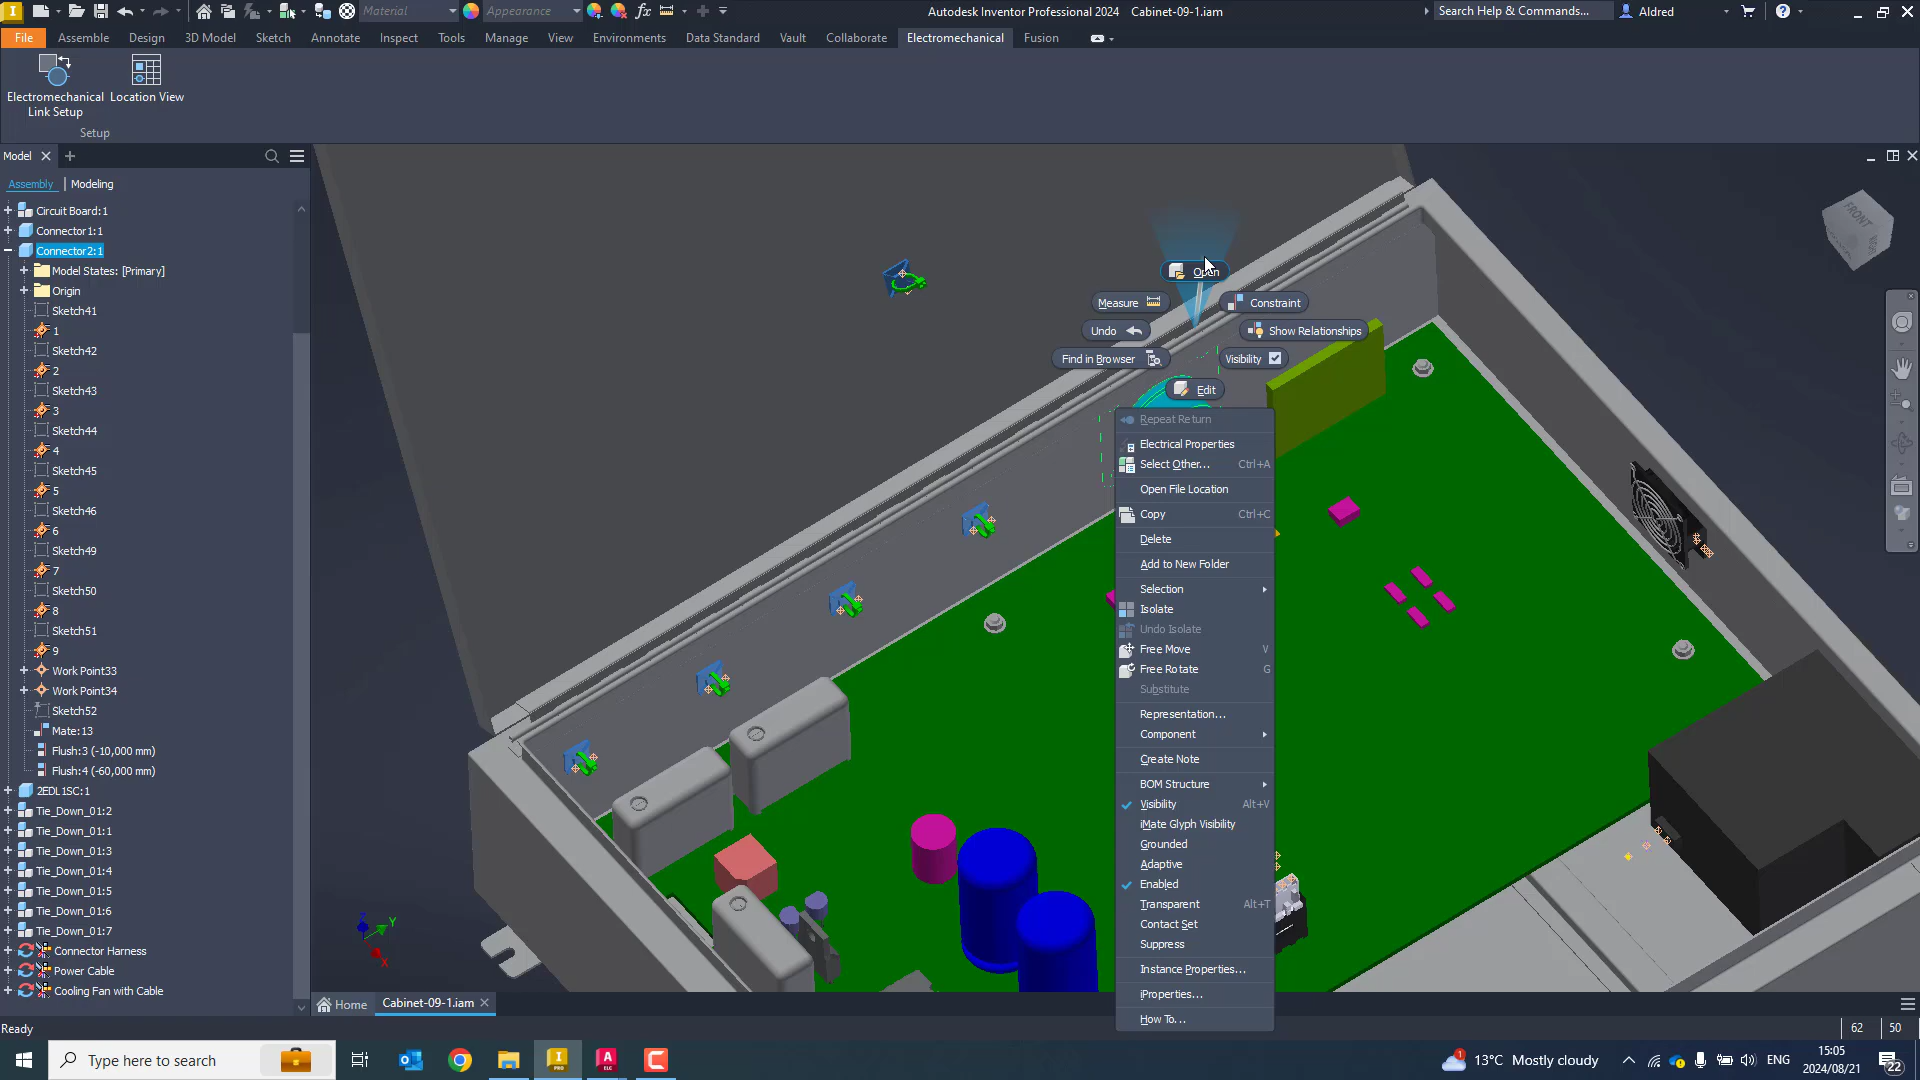 Material
Appearance
Autodesk Inventor Professional 2024 Cabinet-09-1.iam
Search Help & Commands...
Aldred
File
Assemble
Design
3D Model
Sketch
Annotate
Inspect
Tools
Manage
View
Environments
Data Standard
Vault
Collaborate
Electromechanical
Fusion
Electromechanical
Link Setup
Location View
Setup
Model
Assembly
Modeling
Circuit Board:1
Connector1:1
Connector2:1
Model States: [Primary]
Origin
Sketch41
1
Sketch42
2
Sketch43
3
Sketch44
4
Sketch45
5
Sketch46
6
Sketch49
7
Sketch50
8
Sketch51
9
Work Point33
Work Point34
Sketch52
Mate:13
Flush:3 (-10,000 mm)
Flush:4 (-60,000 mm)
2EDL1SC:1
Tie_Down_01:2
Tie_Down_01:1
Tie_Down_01:3
Tie_Down_01:4
Tie_Down_01:5
Tie_Down_01:6
Tie_Down_01:7
Connector Harness
Power Cable
Cooling Fan with Cable
Open
Measure
Constraint
Undo
Show Relationships
Find in Browser
Visibility
Edit
Repeat Return
Electrical Properties
Select Other... Ctrl+A
Open File Location
Copy Ctrl+C
Delete
Add to New Folder
Selection
Isolate
Undo Isolate
Free Move V
Free Rotate G
Substitute
Representation...
Component
Create Note
BOM Structure
Visibility Alt+V
iMate Glyph Visibility
Grounded
Adaptive
Enabled
Transparent Alt+T
Contact Set
Suppress
Instance Properties...
iProperties...
How To...
FRONT
Z
Y
X
Home
Cabinet-09-1.iam
Ready
62
50
Type here to search
13°C Mostly cloudy
ENG
15:05
2024/08/21
22